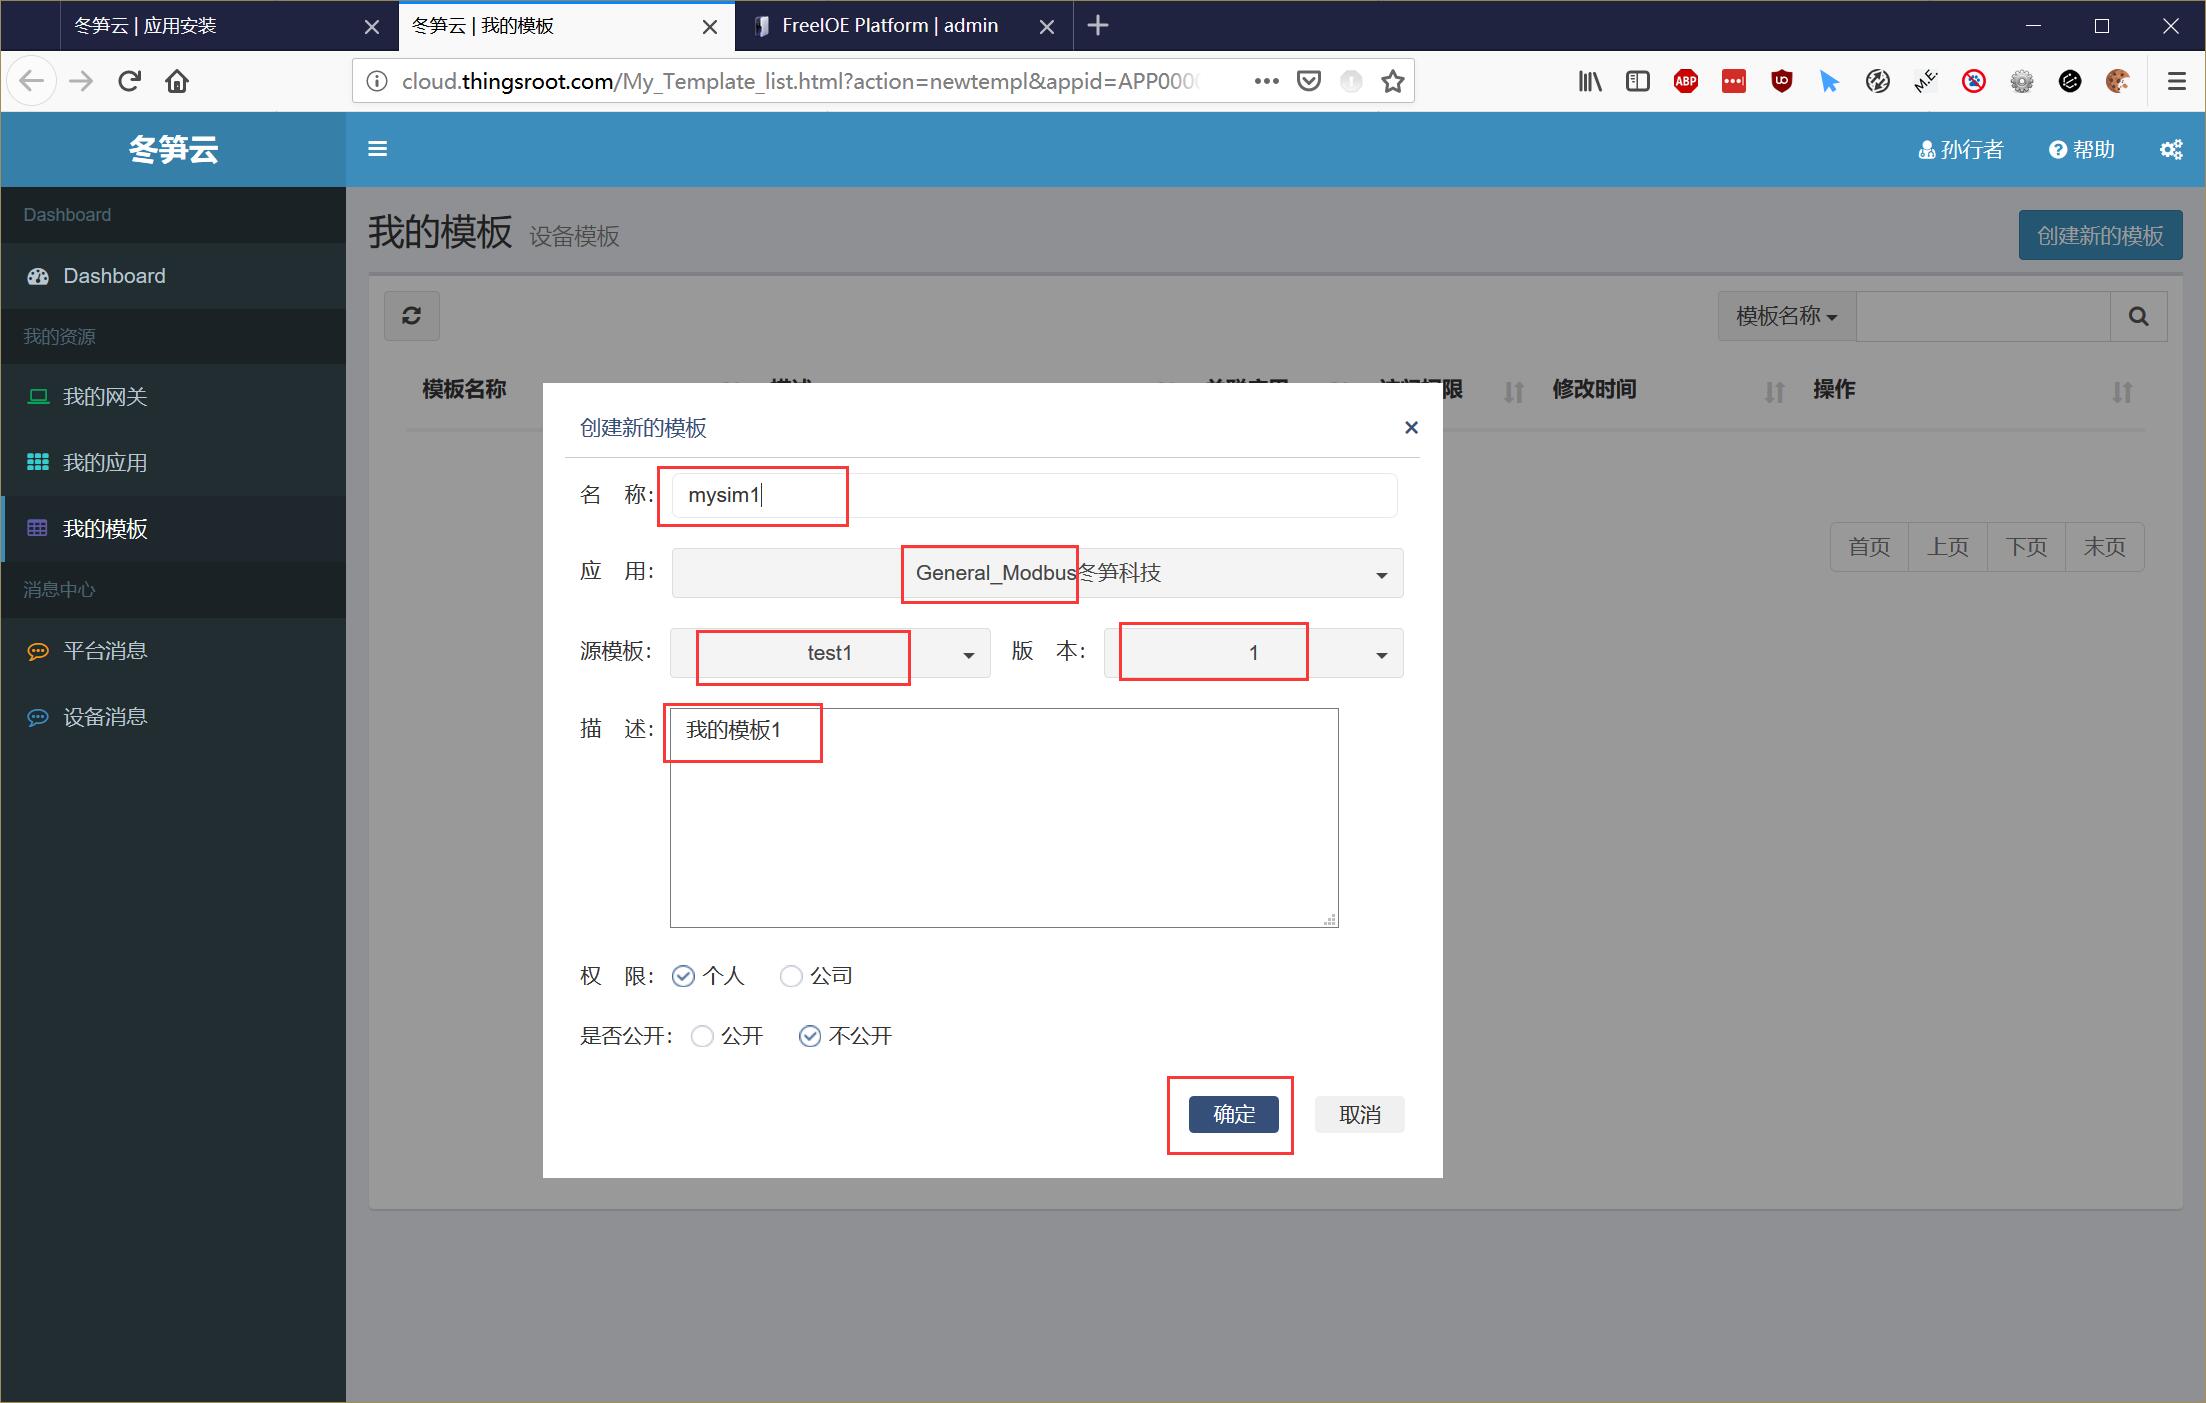 冬笋云 | 应用安装
冬笋云 | 我的模板
FreeIOE Platform | admin
cloud.thingsroot.com/My_Template_list.html?action=newtempl&appid=APP000
ABP
M.E.
冬笋云
孙行者
帮助
Dashboard
Dashboard
我的资源
我的网关
我的应用
我的模板
消息中心
平台消息
设备消息
我的模板 设备模板
创建新的模板
模板名称
模板名称 修改时间 操作
首页 上页 下页 末页
创建新的模板
名 称: mysim1
应 用: General_Modbus冬笋科技
源模板: test1 版 本: 1
描 述: 我的模板1
权 限: 个人 公司
是否公开: 公开 不公开
确定 取消